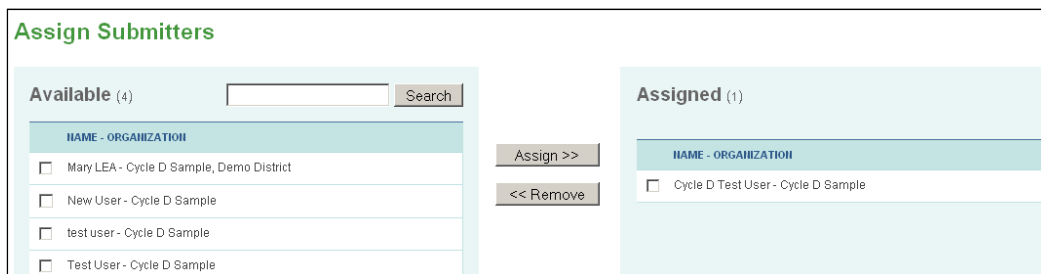 Assign Submitters
Available (4)
Search
NAME - ORGANIZATION
Mary LEA - Cycle D Sample, Demo District
New User - Cycle D Sample
test user - Cycle D Sample
Test User - Cycle D Sample
Assign >>
<< Remove
Assigned (1)
NAME - ORGANIZATION
Cycle D Test User - Cycle D Sample